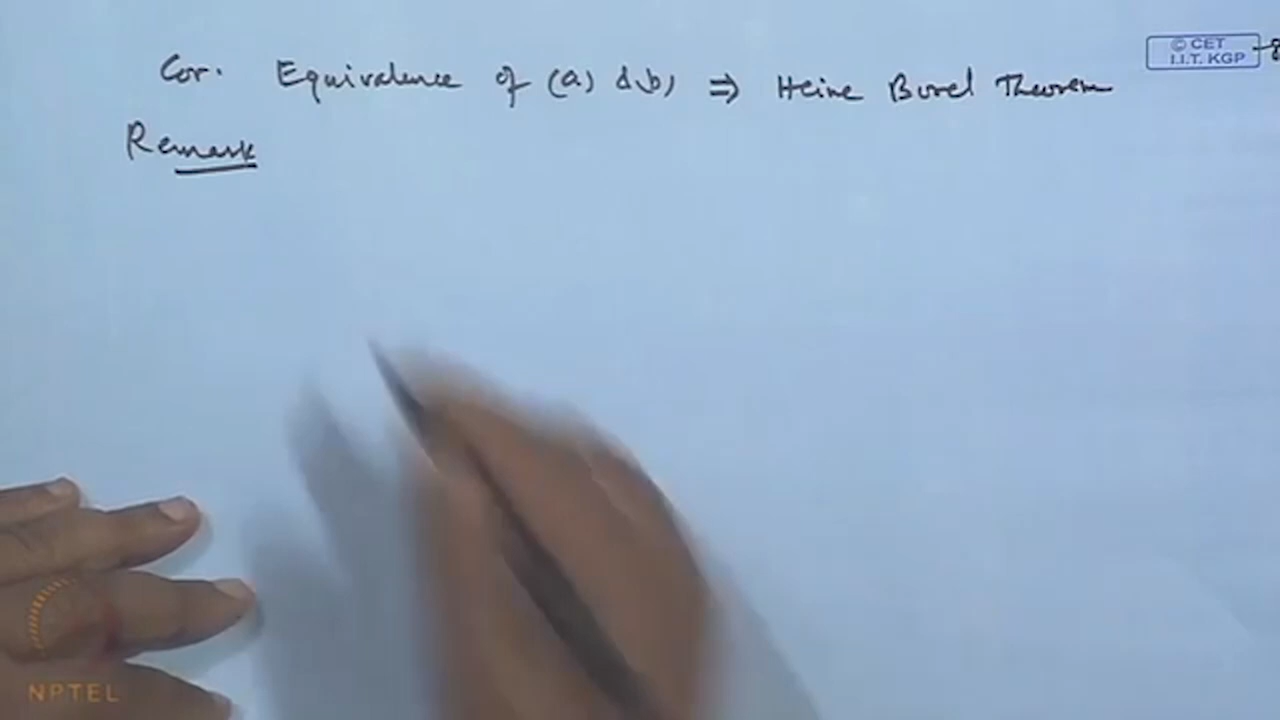 Cor. Equivalence of (a) & (b) ⇒ Heine Borel Theorem
© CET
I.I.T. KGP
Remark
NPTEL